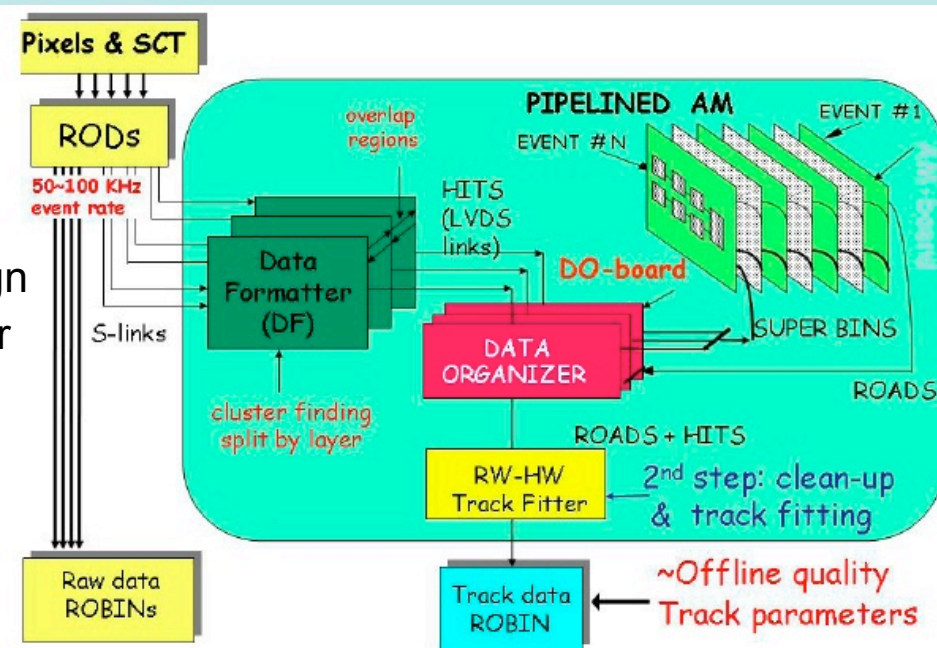 Pixels & SCT
RODs
50~100 KHz
event rate
gn
r
S-links
overlap
regions
Data
Formatter
(DF)
cluster finding
split by layer
HITS
(LVDS
links)
PIPELINED AM
EVENT # N
EVENT #1
DO-board
SUPER BINS
DATA
ORGANIZER
ROADS
ROADS + HITS
RW-HW
Track Fitter
2nd step: clean-up
& track fitting
Raw data
ROBINs
Track data
ROBIN
~Offline quality
Track parameters